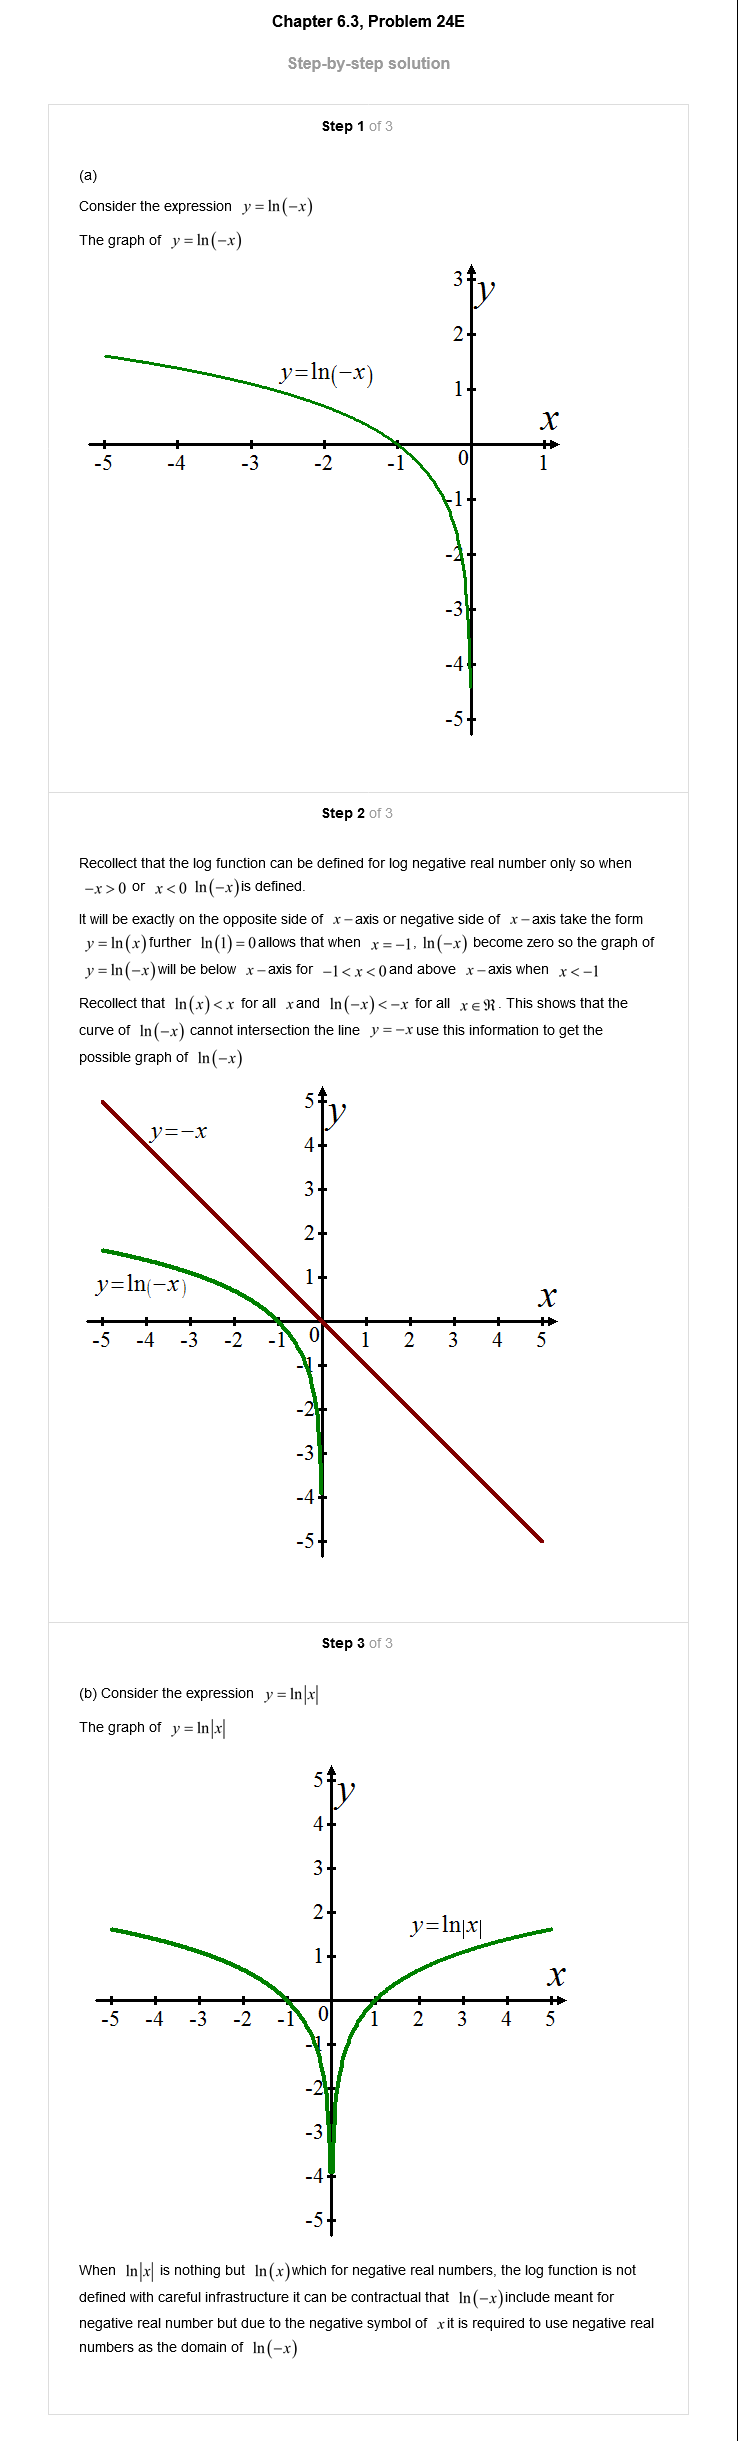 Chapter 6.3, Problem 24E
Step-by-step solution
Step 1 of 3
(a)
Consider the expression y = ln(−x)
The graph of y = ln(−x)
3
y
2
y=ln(−x)
1
x
-5 -4 -3 -2 -1 0 1
-1
-2
-3
-4
-5
Step 2 of 3
Recollect that the log function can be defined for log negative real number only so when
−x > 0 or x < 0 ln(−x) is defined.
It will be exactly on the opposite side of x − axis or negative side of x − axis take the form
y = ln(x) further ln(1) = 0 allows that when x = −1, ln(−x) become zero so the graph of
y = ln(−x) will be below x − axis for −1 < x < 0 and above x − axis when x < −1
Recollect that ln(x) < x for all x and ln(−x) < −x for all x ∈ ℜ. This shows that the
curve of ln(−x) cannot intersection the line y = −x use this information to get the
possible graph of ln(−x)
5
y
y=−x
4
3
2
y=ln(−x)
1
x
-5 -4 -3 -2 -1 0 1 2 3 4 5
-1
-2
-3
-4
-5
Step 3 of 3
(b) Consider the expression y = ln|x|
The graph of y = ln|x|
5
y
4
3
2
y=ln|x|
1
x
-5 -4 -3 -2 -1 0 1 2 3 4 5
-1
-2
-3
-4
-5
When ln|x| is nothing but ln(x) which for negative real numbers, the log function is not
defined with careful infrastructure it can be contractual that ln(−x) include meant for
negative real number but due to the negative symbol of x it is required to use negative real
numbers as the domain of ln(−x)